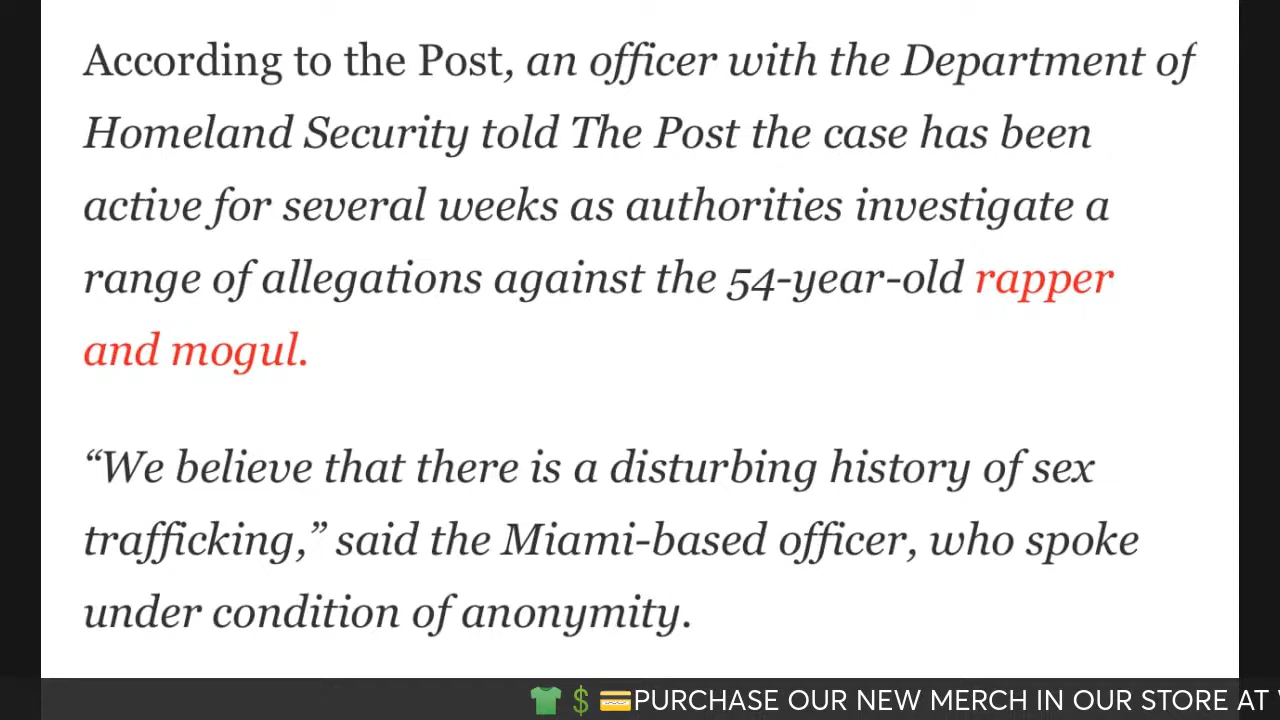 According to the Post, an officer with the Department of
Homeland Security told The Post the case has been
active for several weeks as authorities investigate a
range of allegations against the 54-year-old rapper
and mogul.
“We believe that there is a disturbing history of sex
trafficking,” said the Miami-based officer, who spoke
under condition of anonymity.
PURCHASE OUR NEW MERCH IN OUR STORE AT